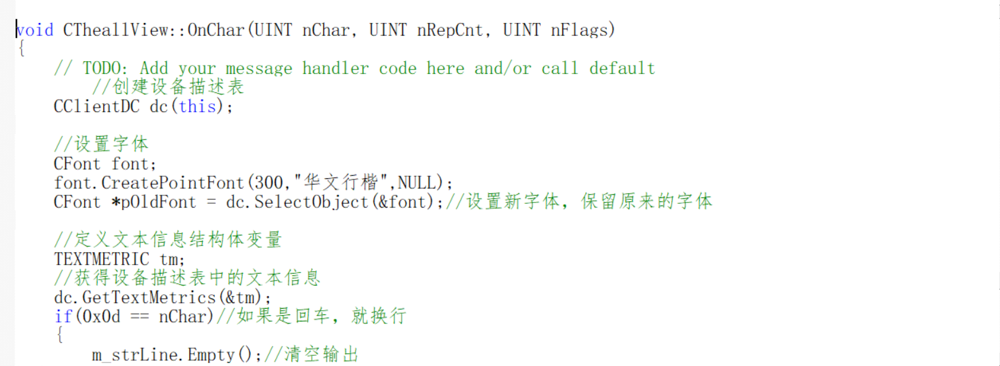 void CTheallView::OnChar(UINT nChar, UINT nRepCnt, UINT nFlags)
{
// TODO: Add your message handler code here and/or call default
//创建设备描述表
CClientDC dc(this);
//设置字体
CFont font;
font.CreatePointFont(300,"华文行楷",NULL);
CFont *pOldFont = dc.SelectObject(&font);//设置新字体，保留原来的字体
//定义文本信息结构体变量
TEXTMETRIC tm;
//获得设备描述表中的文本信息
dc.GetTextMetrics(&tm);
if(0x0d == nChar)//如果是回车，就换行
{
m_strLine.Empty();//清空输出